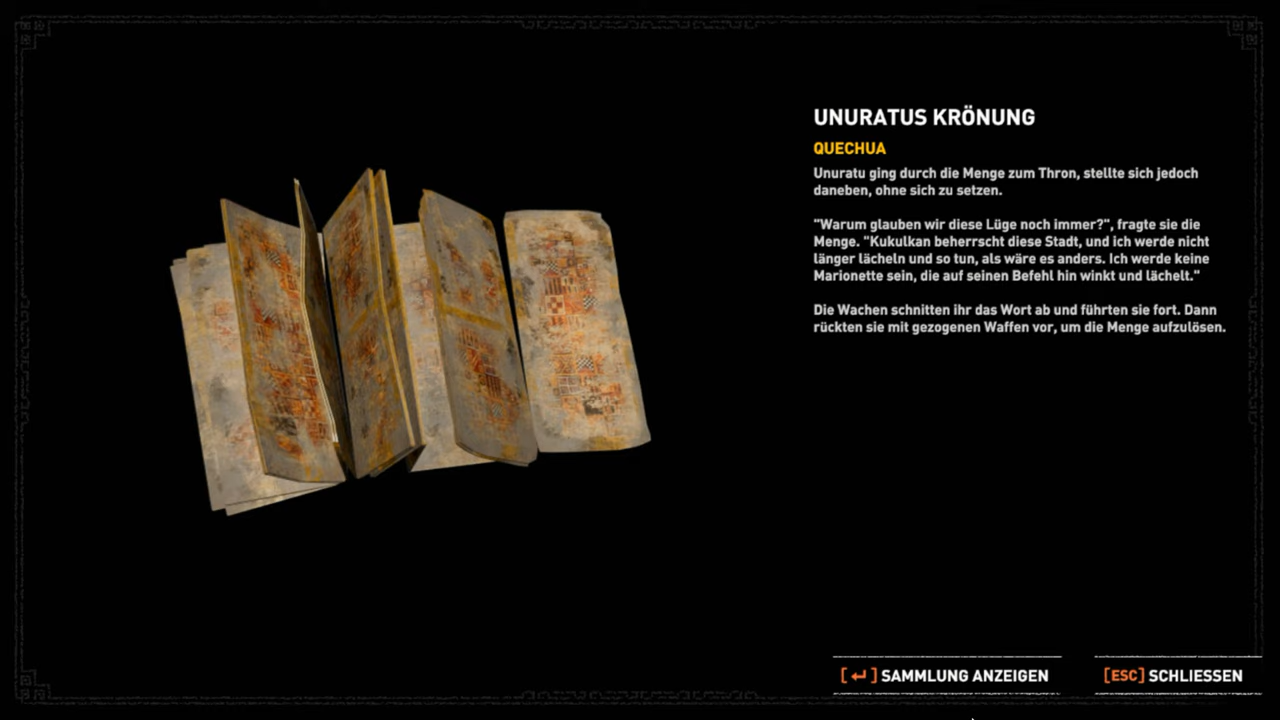 UNURATUS KRÖNUNG
QUECHUA
Unuratu ging durch die Menge zum Thron, stellte sich jedoch
daneben, ohne sich zu setzen.
"Warum glauben wir diese Lüge noch immer?", fragte sie die
Menge. "Kukulkan beherrscht diese Stadt, und ich werde nicht
länger lächeln und so tun, als wäre es anders. Ich werde keine
Marionette sein, die auf seinen Befehl hin winkt und lächelt."
Die Wachen schnitten ihr das Wort ab und führten sie fort. Dann
rückten sie mit gezogenen Waffen vor, um die Menge aufzulösen.
[↵] SAMMLUNG ANZEIGEN [ESC] SCHLIESSEN